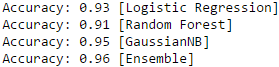 Accuracy: 0.93 [Logistic Regression]
Accuracy: 0.91 [Random Forest]
Accuracy: 0.95 [GaussianNB]
Accuracy: 0.96 [Ensemble]